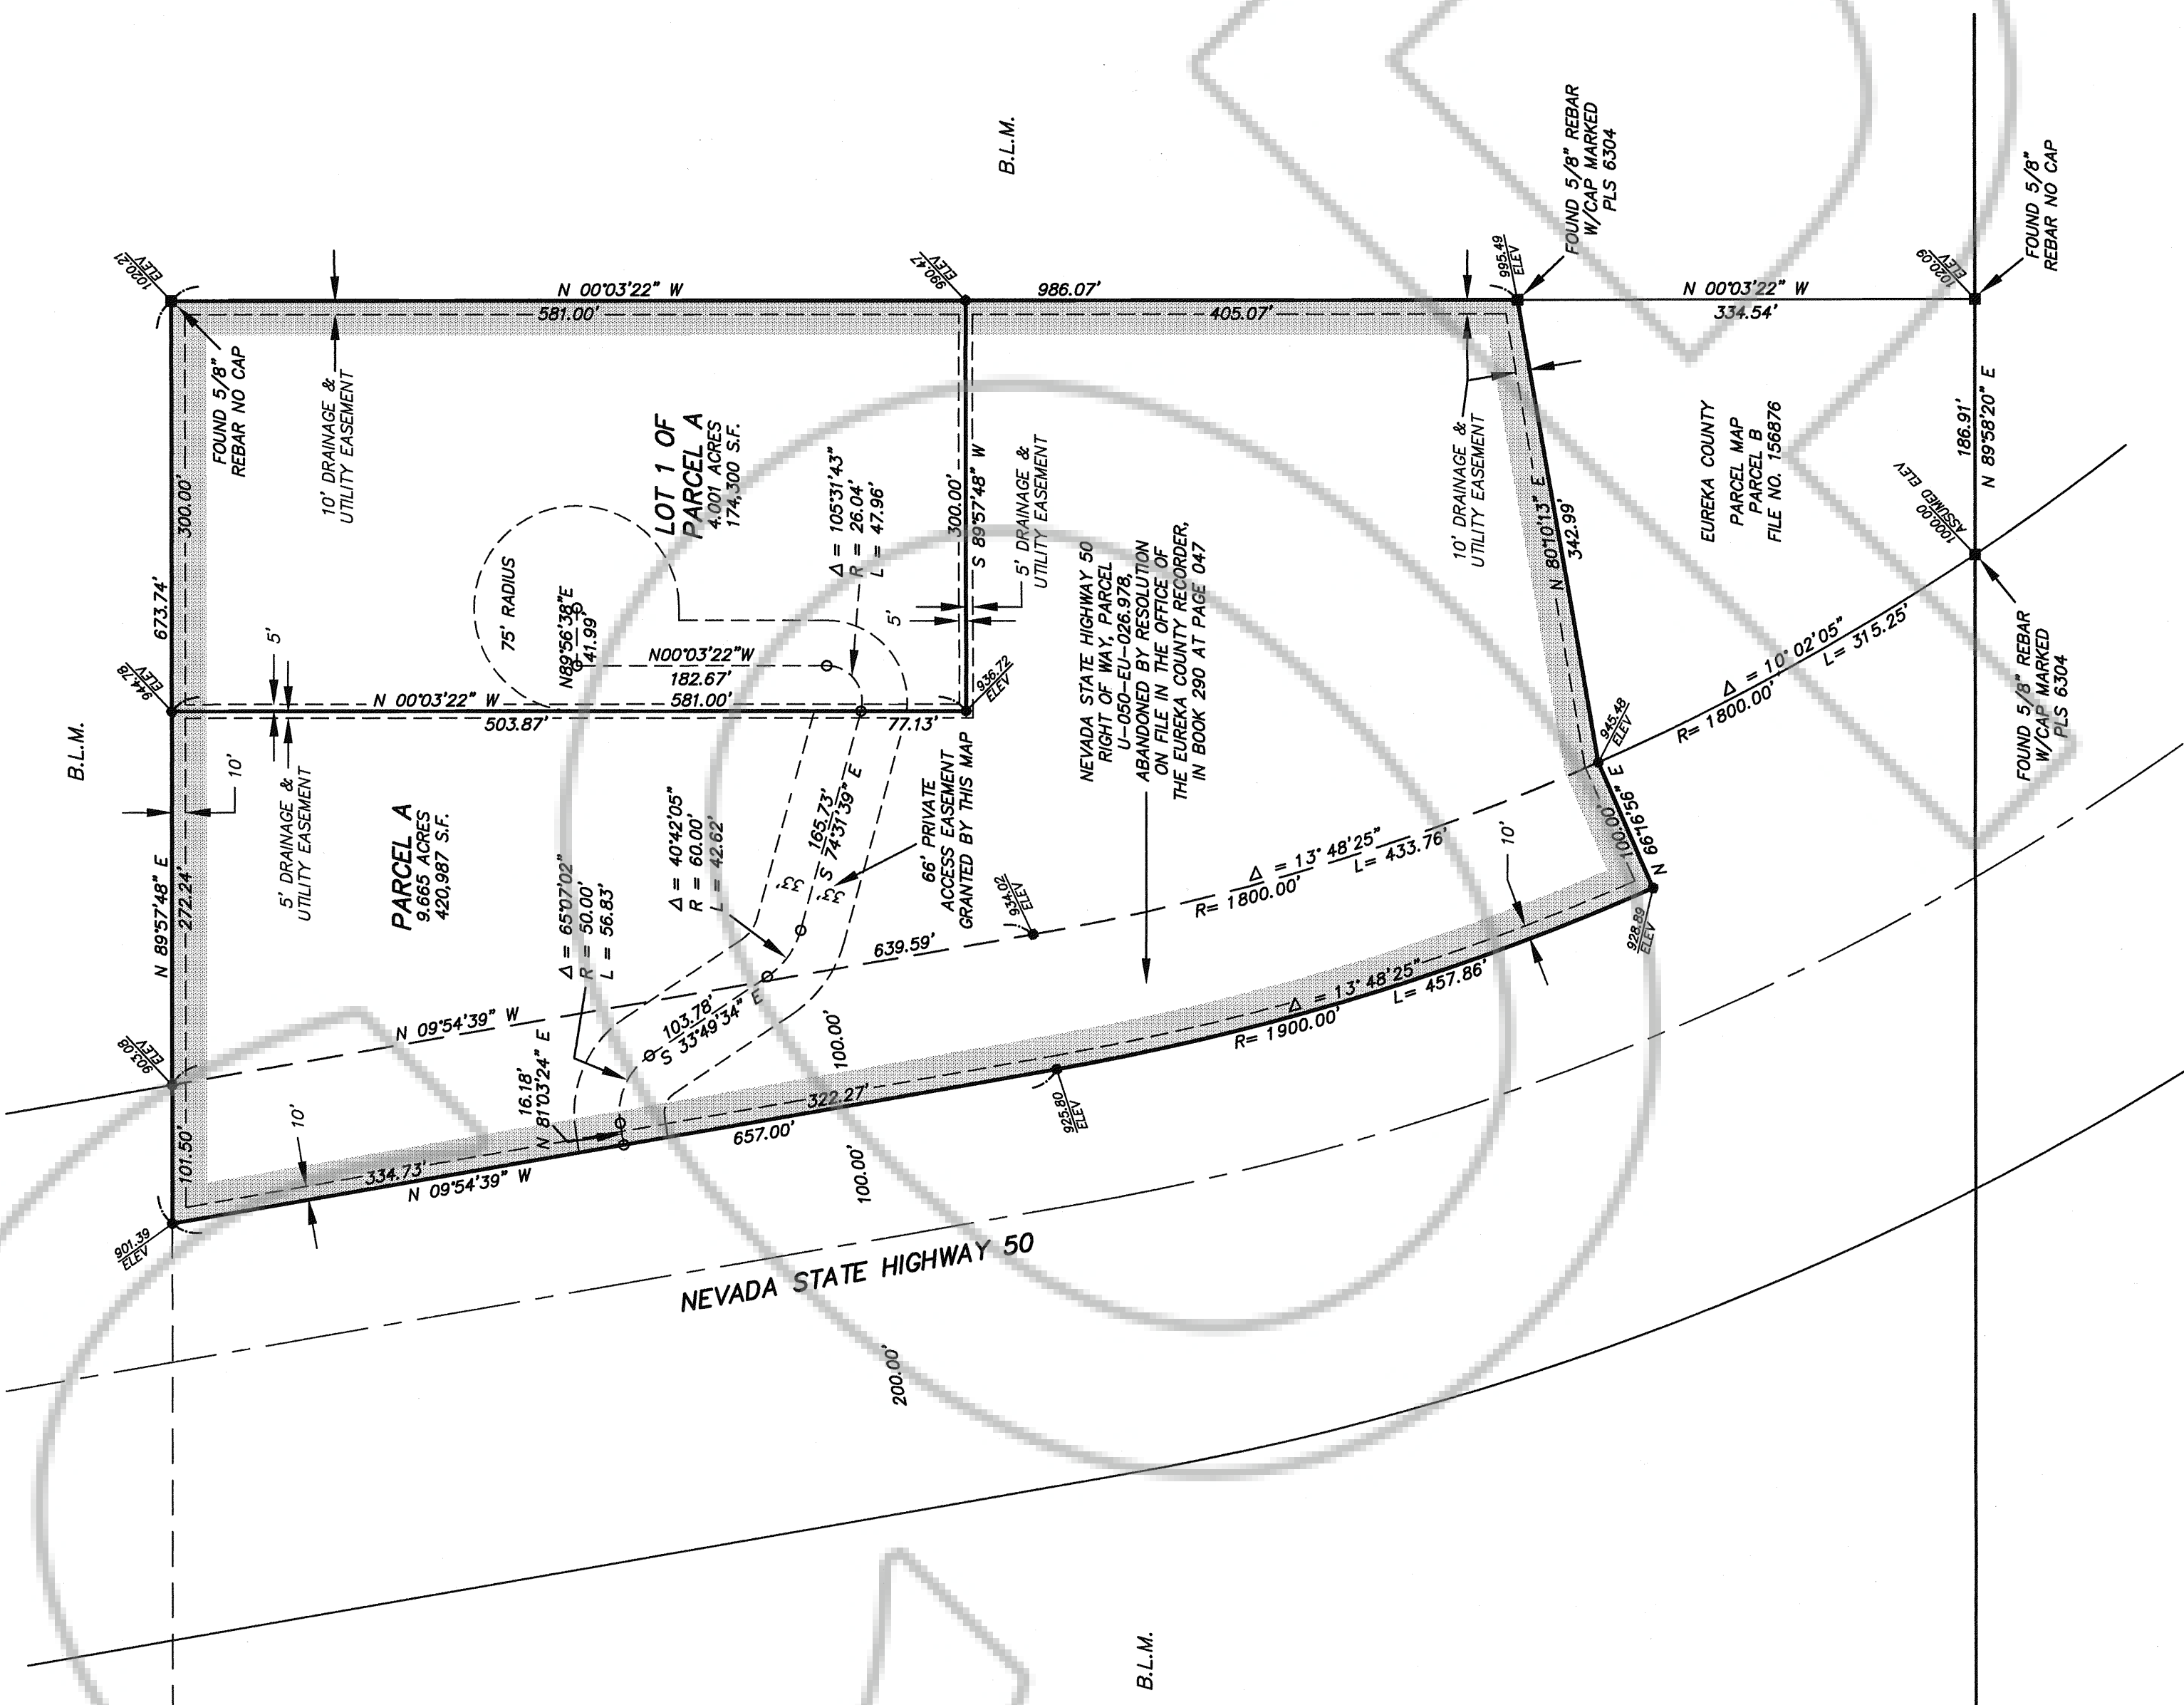 B.L.M.
FOUND 5/8" REBAR
W/CAP MARKED
PLS 6304
FOUND 5/8"
REBAR NO CAP
1020.21
ELEV
990.47
ELEV
995.49
ELEV
1020.09
ELEV
N 00°03'22" W
986.07'
N 00°03'22" W
581.00'
405.07'
334.54'
FOUND 5/8"
REBAR NO CAP
10' DRAINAGE &
UTILITY EASEMENT
300.00'
673.74'
LOT 1 OF
PARCEL A
4.001 ACRES
174,300 S.F.
Δ = 105°31'43"
R = 26.04'
L = 47.96'
300.00'
S 89°57'48" W
5' DRAINAGE &
UTILITY EASEMENT
10' DRAINAGE &
UTILITY EASEMENT
N 80°10'13" E
342.99'
EUREKA COUNTY
PARCEL MAP
PARCEL B
FILE NO. 156876
186.91'
N 89°58'20" E
1000.00
ASSUMED ELEV
75' RADIUS
N89°56'38"E
41.99'
N00°03'22"W
182.67'
5'
5'
944.78
ELEV
N 00°03'22" W
581.00'
503.87'
77.13'
936.72
ELEV
NEVADA STATE HIGHWAY 50
RIGHT OF WAY, PARCEL
U-050-EU-026.978,
ABANDONED BY RESOLUTION
ON FILE IN THE OFFICE OF
THE EUREKA COUNTY RECORDER,
IN BOOK 290 AT PAGE 047
945.48
ELEV
Δ = 10°02'05"
R= 1800.00'
L= 315.25'
FOUND 5/8" REBAR
W/CAP MARKED
PLS 6304
B.L.M.
10'
5' DRAINAGE &
UTILITY EASEMENT
PARCEL A
9.665 ACRES
420,987 S.F.
N 89°57'48" E
272.24'
Δ = 65°07'02"
R = 50.00'
L = 56.83'
Δ = 40°42'05"
R = 60.00'
L = 42.62'
33'
33'
165.73'
S 74°31'39" E
66' PRIVATE
ACCESS EASEMENT
GRANTED BY THIS MAP
934.02
ELEV
639.59'
Δ = 13°48'25"
R= 1800.00'
L= 433.76'
10'
100.00'
N 66°16'56" E
928.89
ELEV
903.08
ELEV
N 09°54'39" W
103.78'
S 33°49'34" E
16.18'
N 81°03'24" E
100.00'
Δ = 13°48'25"
R= 1900.00'
L= 457.86'
101.50'
10'
334.73'
N 09°54'39" W
322.27'
657.00'
925.80
ELEV
100.00'
901.39
ELEV
NEVADA STATE HIGHWAY 50
200.00'
B.L.M.